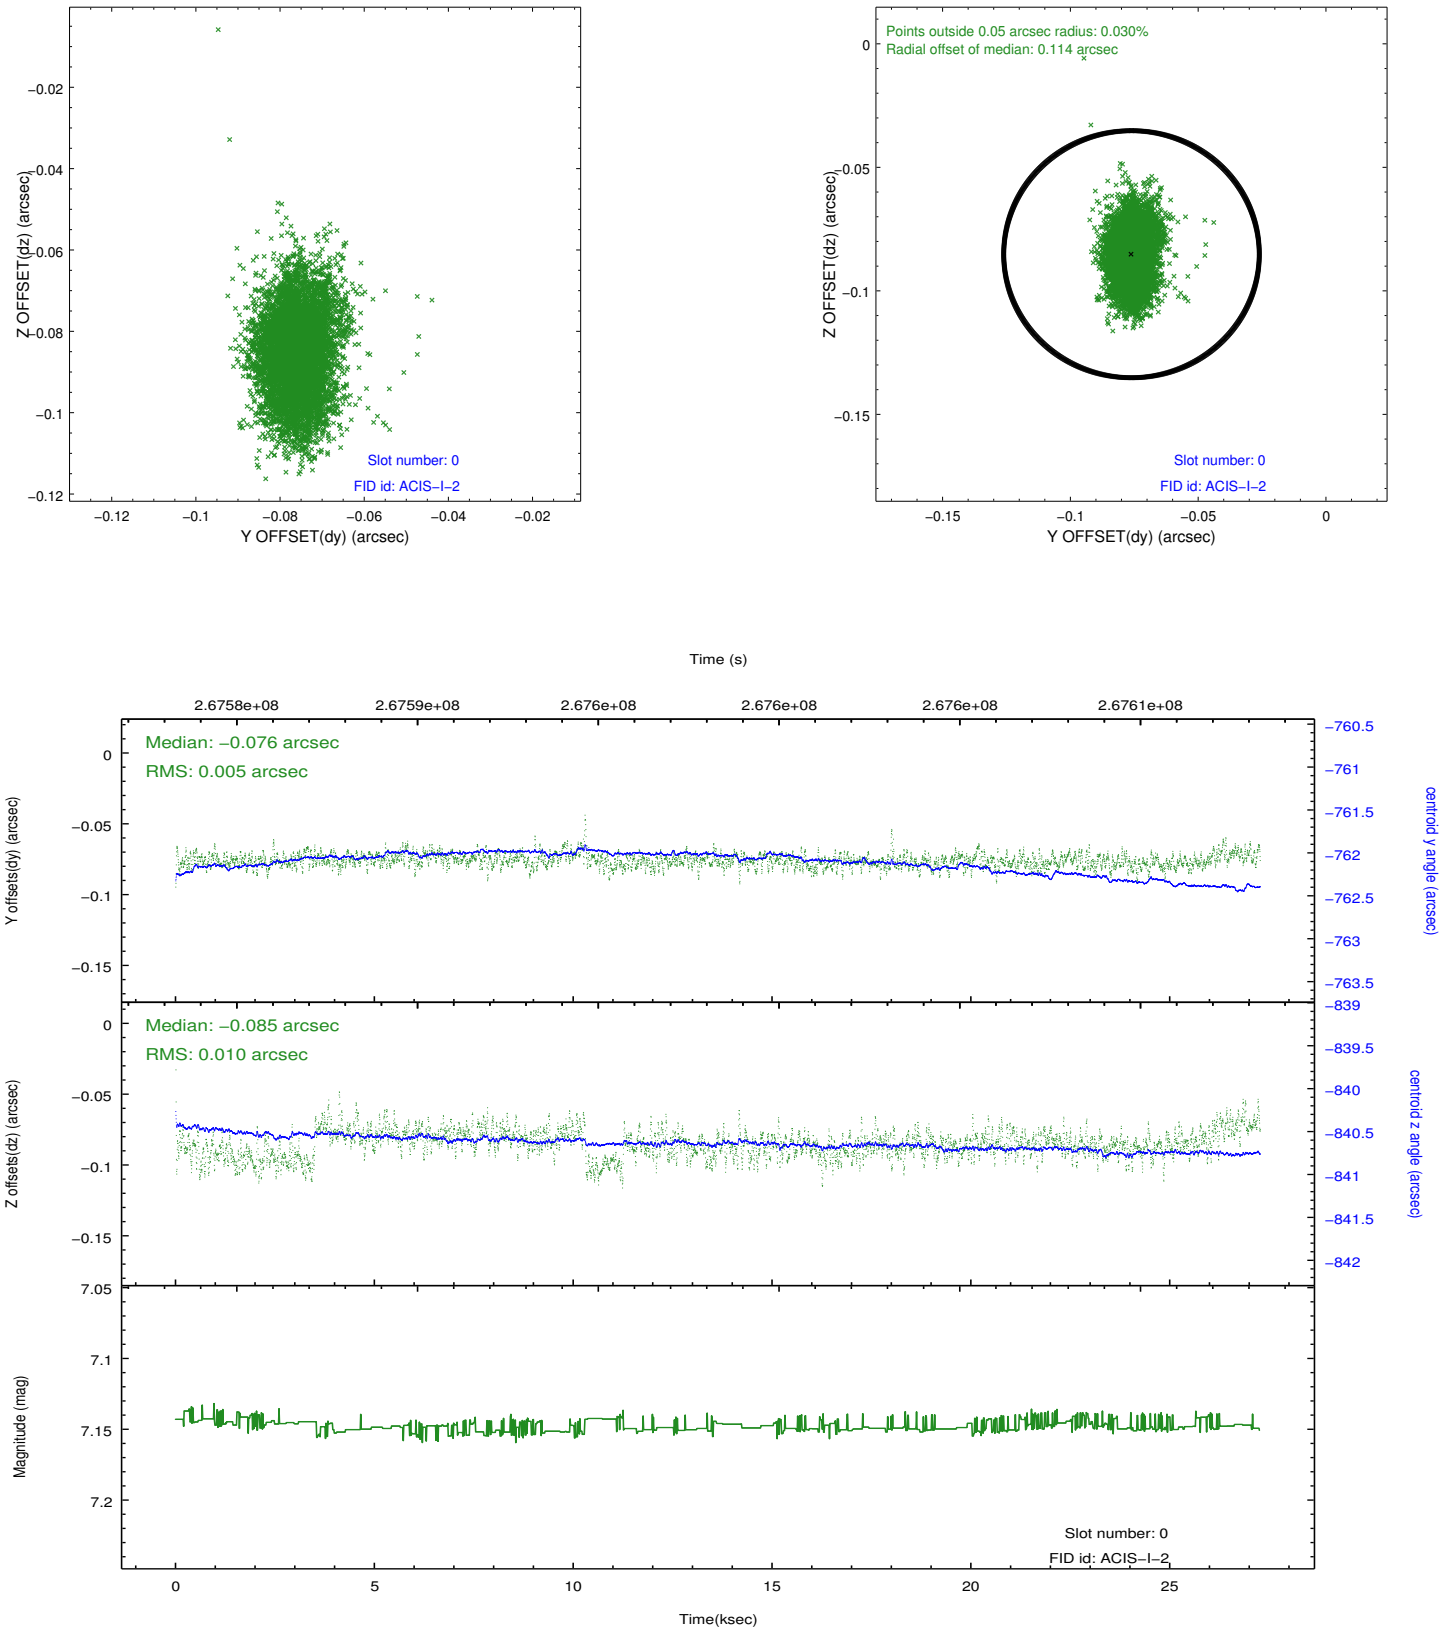 −0.02
−0.04
−0.06
−0.08
−0.1
−0.12
Z OFFSET(dz) (arcsec)
Slot number: 0
FID id: ACIS−I−2
−0.12
−0.1
−0.08
−0.06
−0.04
−0.02
Y OFFSET(dy) (arcsec)
Points outside 0.05 arcsec radius: 0.030%
Radial offset of median: 0.114 arcsec
0
−0.05
−0.1
−0.15
Z OFFSET(dz) (arcsec)
Slot number: 0
FID id: ACIS−I−2
−0.15
−0.1
−0.05
0
Y OFFSET(dy) (arcsec)
Time (s)
2.6758e+08
2.6759e+08
2.676e+08
2.676e+08
2.676e+08
2.6761e+08
Median: −0.076 arcsec
RMS: 0.005 arcsec
0
−0.05
−0.1
−0.15
Y offsets(dy) (arcsec)
−760.5
−761
−761.5
−762
−762.5
−763
−763.5
centroid y angle (arcsec)
Median: −0.085 arcsec
RMS: 0.010 arcsec
0
−0.05
−0.1
−0.15
Z offsets(dz) (arcsec)
−839
−839.5
−840
−840.5
−841
−841.5
−842
centroid z angle (arcsec)
7.05
7.1
7.15
7.2
Magnitude (mag)
Slot number: 0
FID id: ACIS−I−2
0
5
10
15
20
25
Time(ksec)